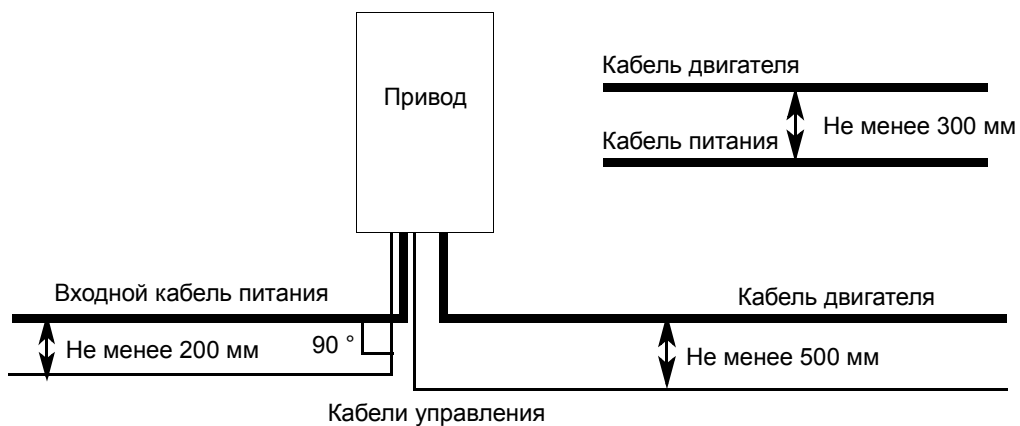 Привод
Кабель двигателя
Не менее 300 мм
Кабель питания
Входной кабель питания
Кабель двигателя
Не менее 200 мм
90 °
Не менее 500 мм
Кабели управления